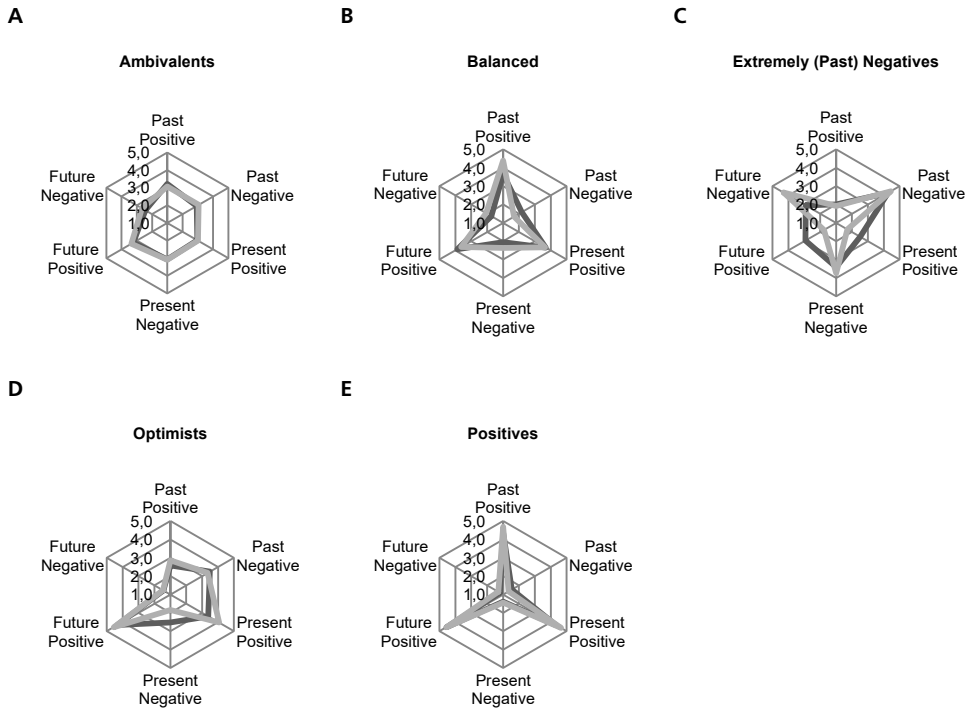 A
Ambivalents
Past
Positive
5,0
4,0
3,0
2,0
1,0
Future
Negative
Past
Negative
Future
Positive
Present
Positive
Present
Negative
B
Balanced
Past
Positive
5,0
4,0
3,0
2,0
1,0
Future
Negative
Past
Negative
Future
Positive
Present
Positive
Present
Negative
C
Extremely (Past) Negatives
Past
Positive
5,0
4,0
3,0
2,0
1,0
Future
Negative
Past
Negative
Future
Positive
Present
Positive
Present
Negative
D
Optimists
Past
Positive
5,0
4,0
3,0
2,0
1,0
Future
Negative
Past
Negative
Future
Positive
Present
Positive
Present
Negative
E
Positives
Past
Positive
5,0
4,0
3,0
2,0
1,0
Future
Negative
Past
Negative
Future
Positive
Present
Positive
Present
Negative